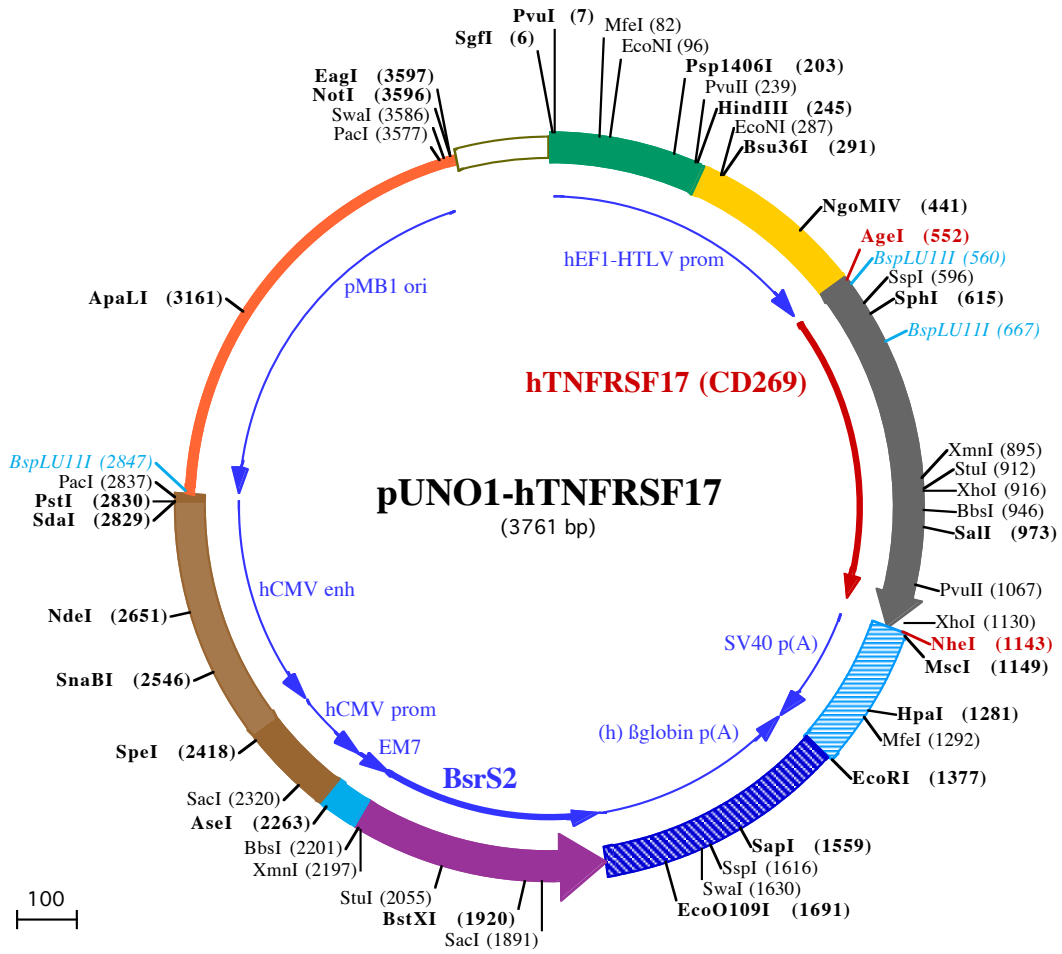 PvuI (7)
SgfI (6)
MfeI (82)
EcoNI (96)
Psp1406I (203)
PvuII (239)
HindIII (245)
EcoNI (287)
Bsu36I (291)
NgoMIV (441)
AgeI (552)
BspLU11I (560)
SspI (596)
SphI (615)
BspLU11I (667)
XmnI (895)
StuI (912)
XhoI (916)
BbsI (946)
SalI (973)
PvuII (1067)
XhoI (1130)
NheI (1143)
MscI (1149)
HpaI (1281)
MfeI (1292)
EcoRI (1377)
SapI (1559)
SspI (1616)
SwaI (1630)
EcoO109I (1691)
SacI (1891)
BstXI (1920)
StuI (2055)
XmnI (2197)
BbsI (2201)
AseI (2263)
SacI (2320)
SpeI (2418)
SnaBI (2546)
NdeI (2651)
SdaI (2829)
PstI (2830)
PacI (2837)
BspLU11I (2847)
ApaLI (3161)
PacI (3577)
SwaI (3586)
NotI (3596)
EagI (3597)
hEF1-HTLV prom
pMB1 ori
hTNFRSF17 (CD269)
pUNO1-hTNFRSF17
(3761 bp)
hCMV enh
SV40 p(A)
hCMV prom
(h) ßglobin p(A)
EM7
BsrS2
100